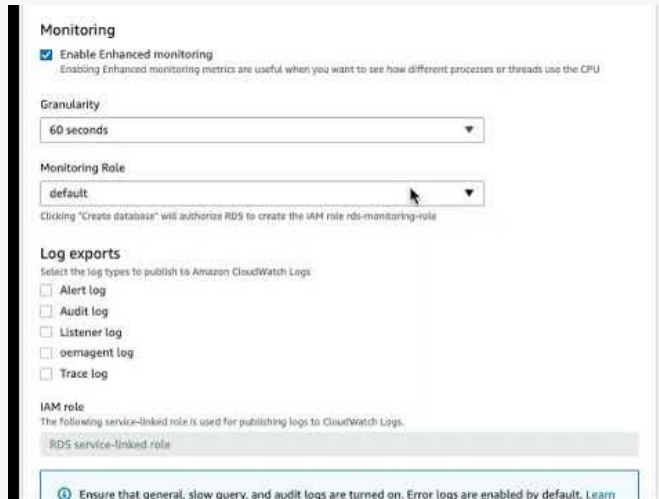 Monitoring
Enable Enhanced monitoring
Enabling Enhanced monitoring metrics are useful when you want to see how different processes or threads use the CPU
Granularity
60 seconds
Monitoring Role
default
Clicking "Create database" will authorize RDS to create the IAM role rds-monitoring-role
Log exports
Select the log types to publish to Amazon CloudWatch Logs
Alert log
Audit log
Listener log
oemagent log
Trace log
IAM role
The following service-linked role is used for publishing logs to CloudWatch Logs.
RDS service-linked role
Ensure that general, slow query, and audit logs are turned on. Error logs are enabled by default. Learn